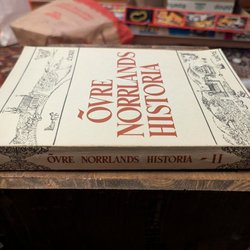 ÖVRE
NORRLANDS
HISTORIA
ÖVRE NORRLANDS HISTORIA - II